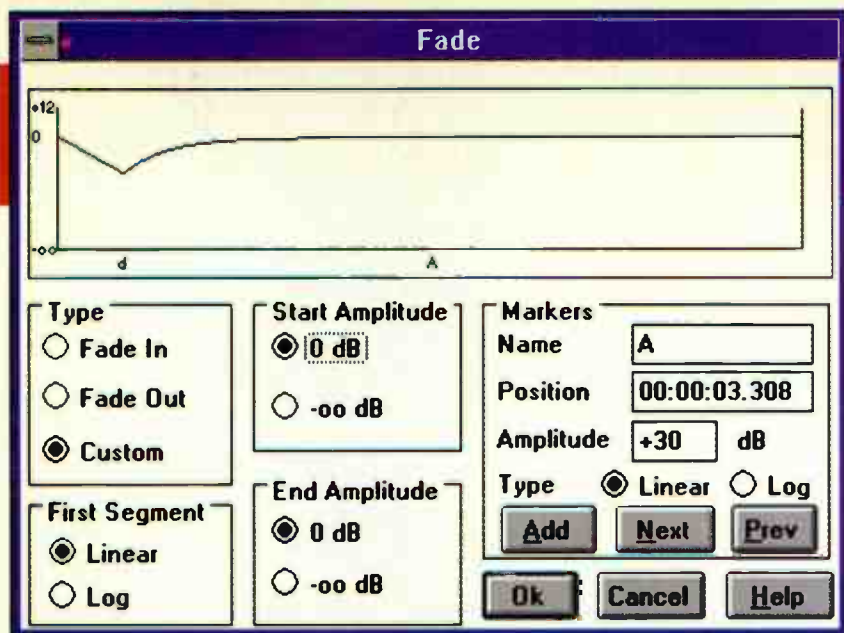 Fade
+12
0
-oo
d
A
Type
Fade In
Fade Out
Custom
First Segment
Linear
Log
Start Amplitude
0 dB
-oo dB
End Amplitude
0 dB
-oo dB
Markers
Name A
Position 00:00:03.308
Amplitude +30 dB
Type Linear Log
Add Next Prev
Ok Cancel Help